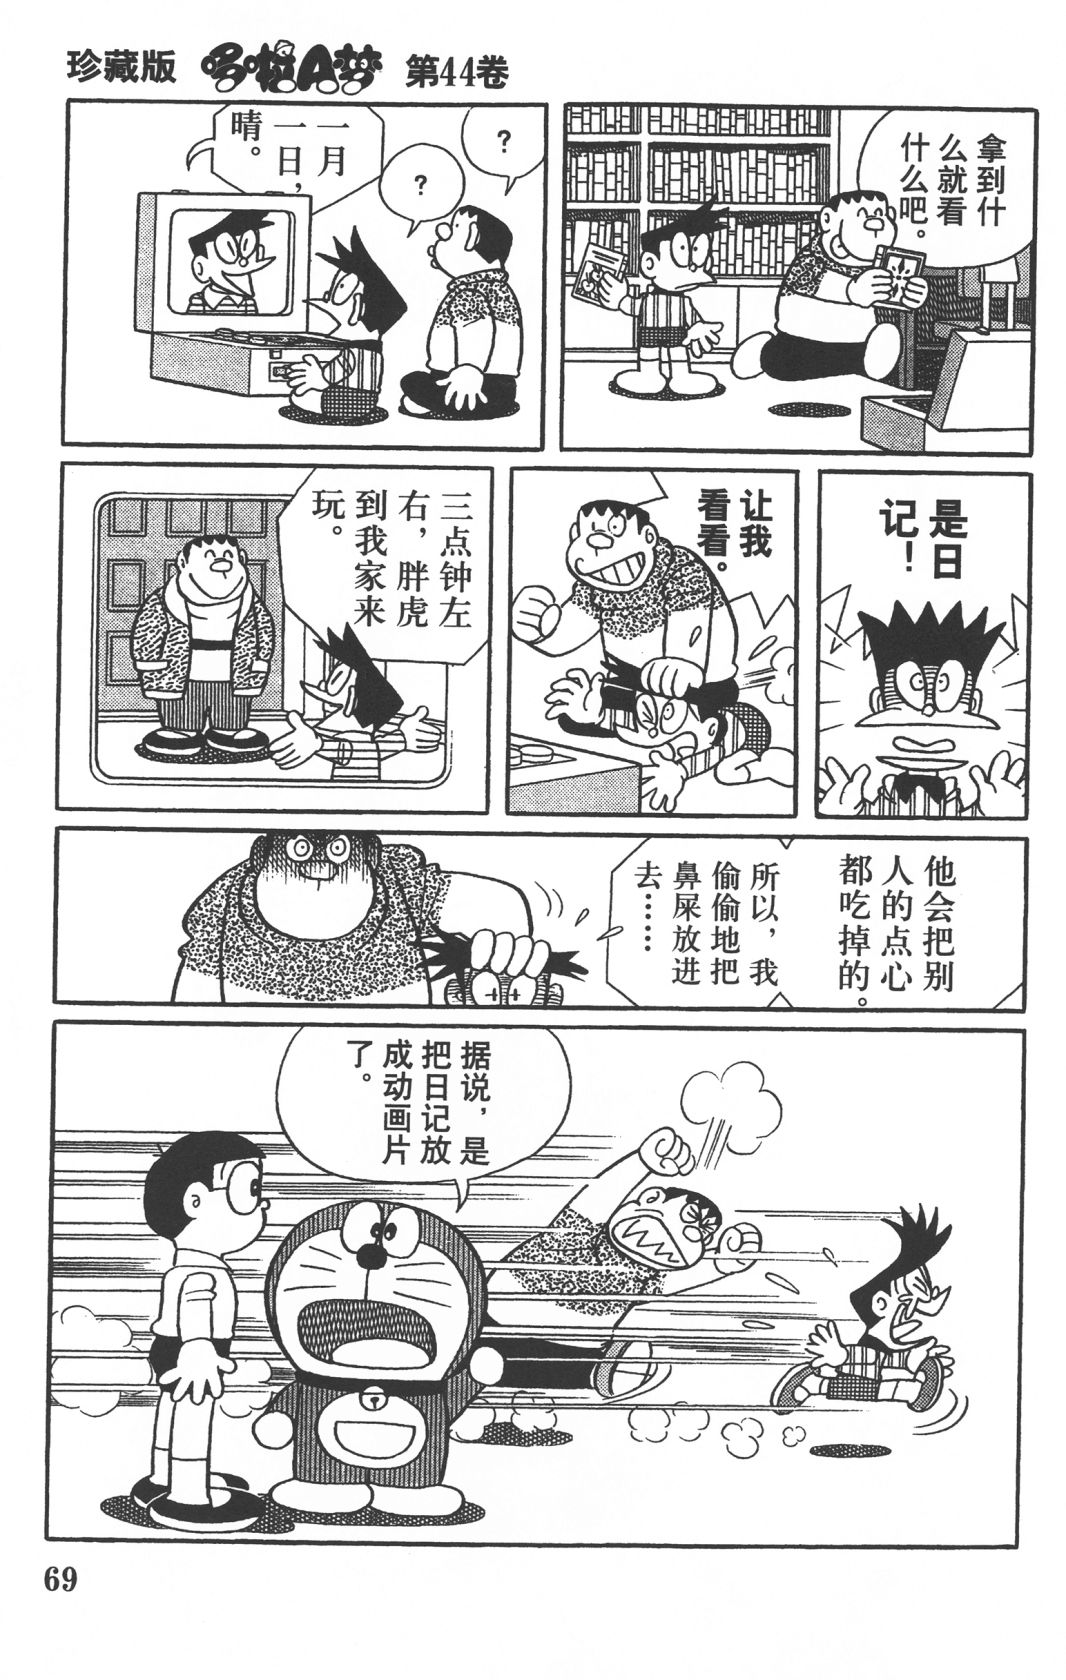 珍藏版 哆啦A梦 第44卷
拿到什
么就看
什么吧。
一月
一日，
晴。
？
？
是日
记！
让我
看看。
三点钟左
右，胖虎
到我家来
玩。
他会把别
人的点心
都吃掉的。
所以，我
偷偷地把
鼻屎放进
去……
据说，是
把日记放
成动画片
了。
69